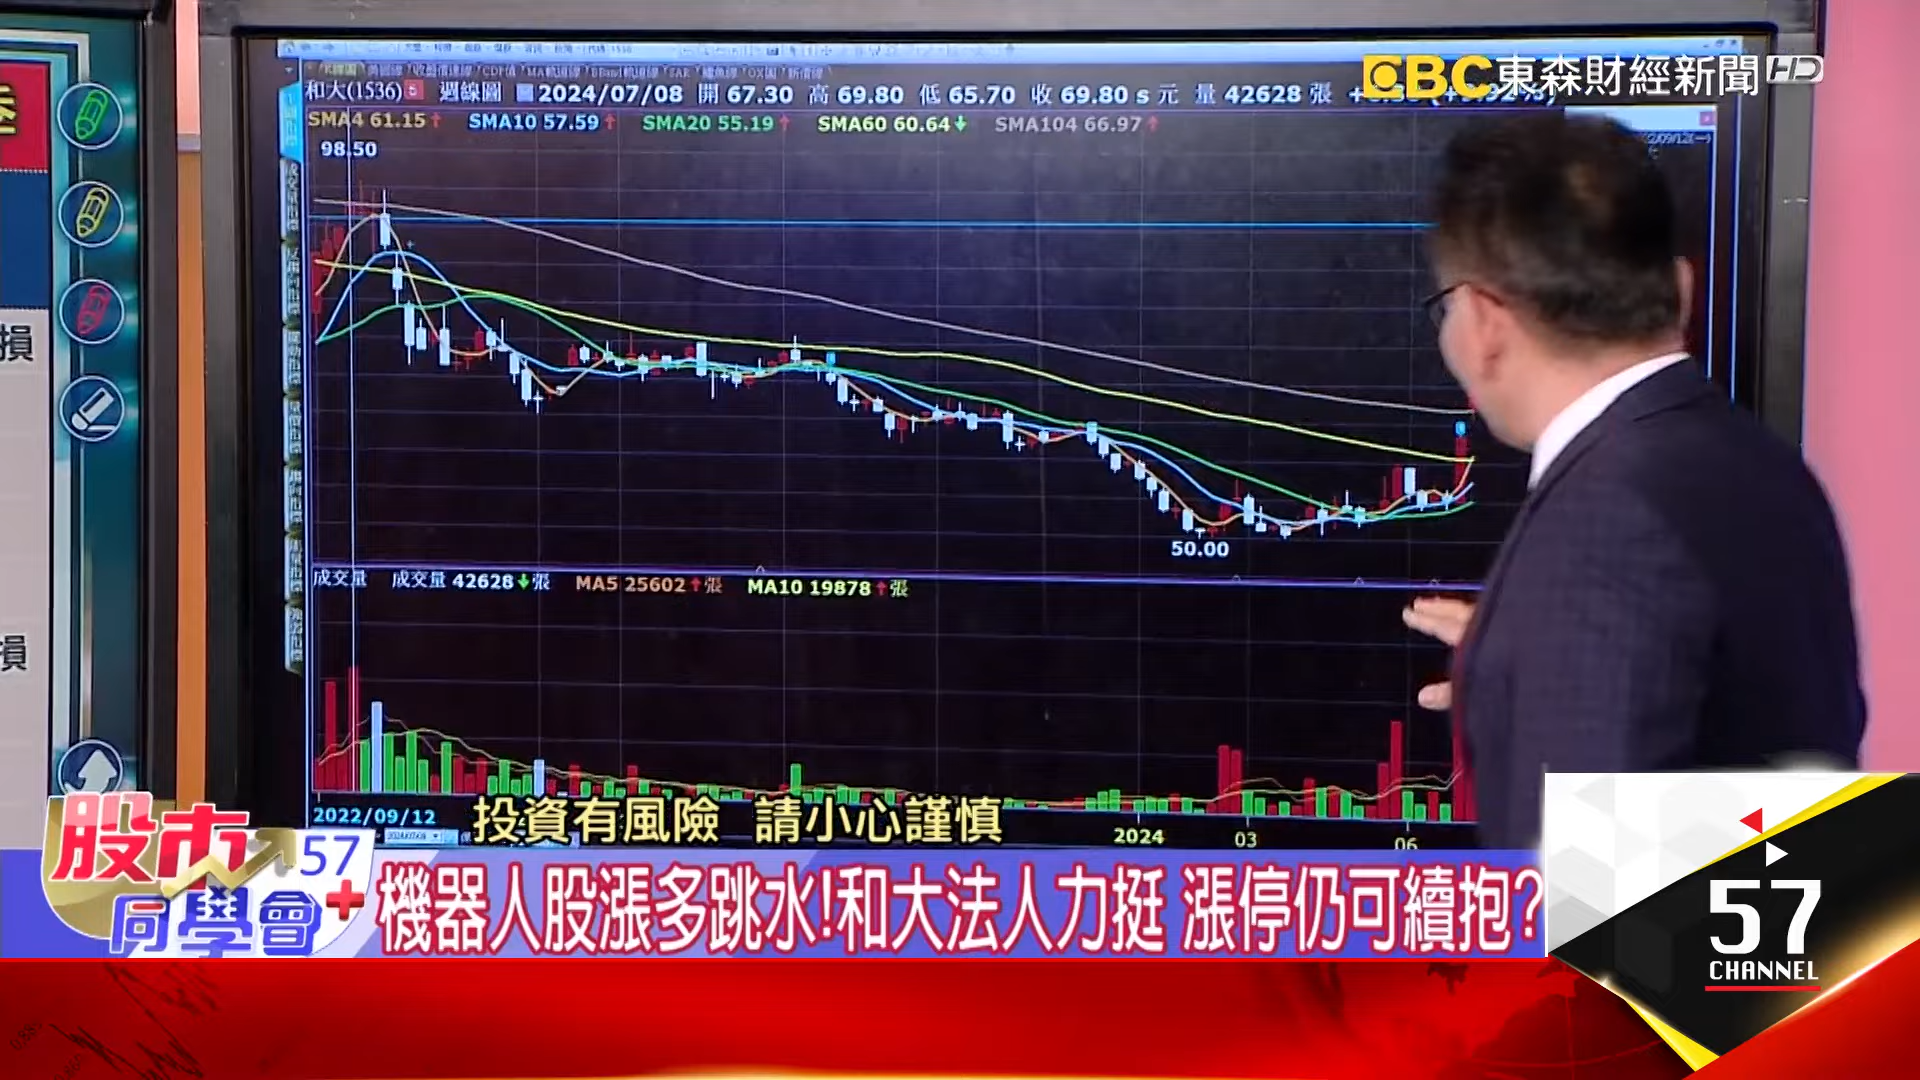 EBC東森財經新聞HD
和大(1536) 週線圖 2024/07/08 開 67.30 高 69.80 低 65.70 收 69.80 s 元 量 42628 張
SMA4 61.15↑ SMA10 57.59↑ SMA20 55.19↑ SMA60 60.64↓ SMA104 66.97↑
98.50
損
50.00
成交量 成交量 42628↓張 MA5 25602↑張 MA10 19878↑張
損
2022/09/12
2024 03 06
投資有風險 請小心謹慎
股市
57
同學會+
機器人股漲多跳水!和大法人力挺 漲停仍可續抱?
57
CHANNEL